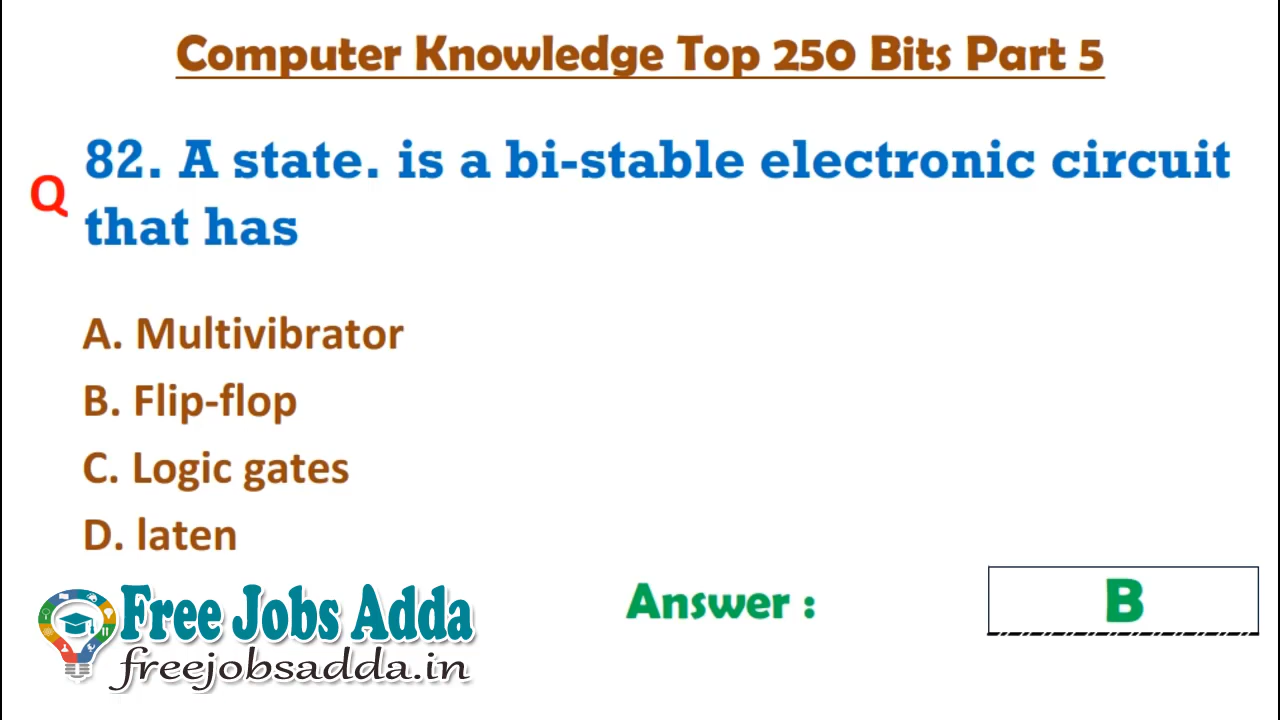 Computer Knowledge Top 250 Bits Part 5
Q
82. A state. is a bi-stable electronic circuit
that has
A. Multivibrator
B. Flip-flop
C. Logic gates
D. laten
Free Jobs Adda
freejobsadda.in
Answer :
B